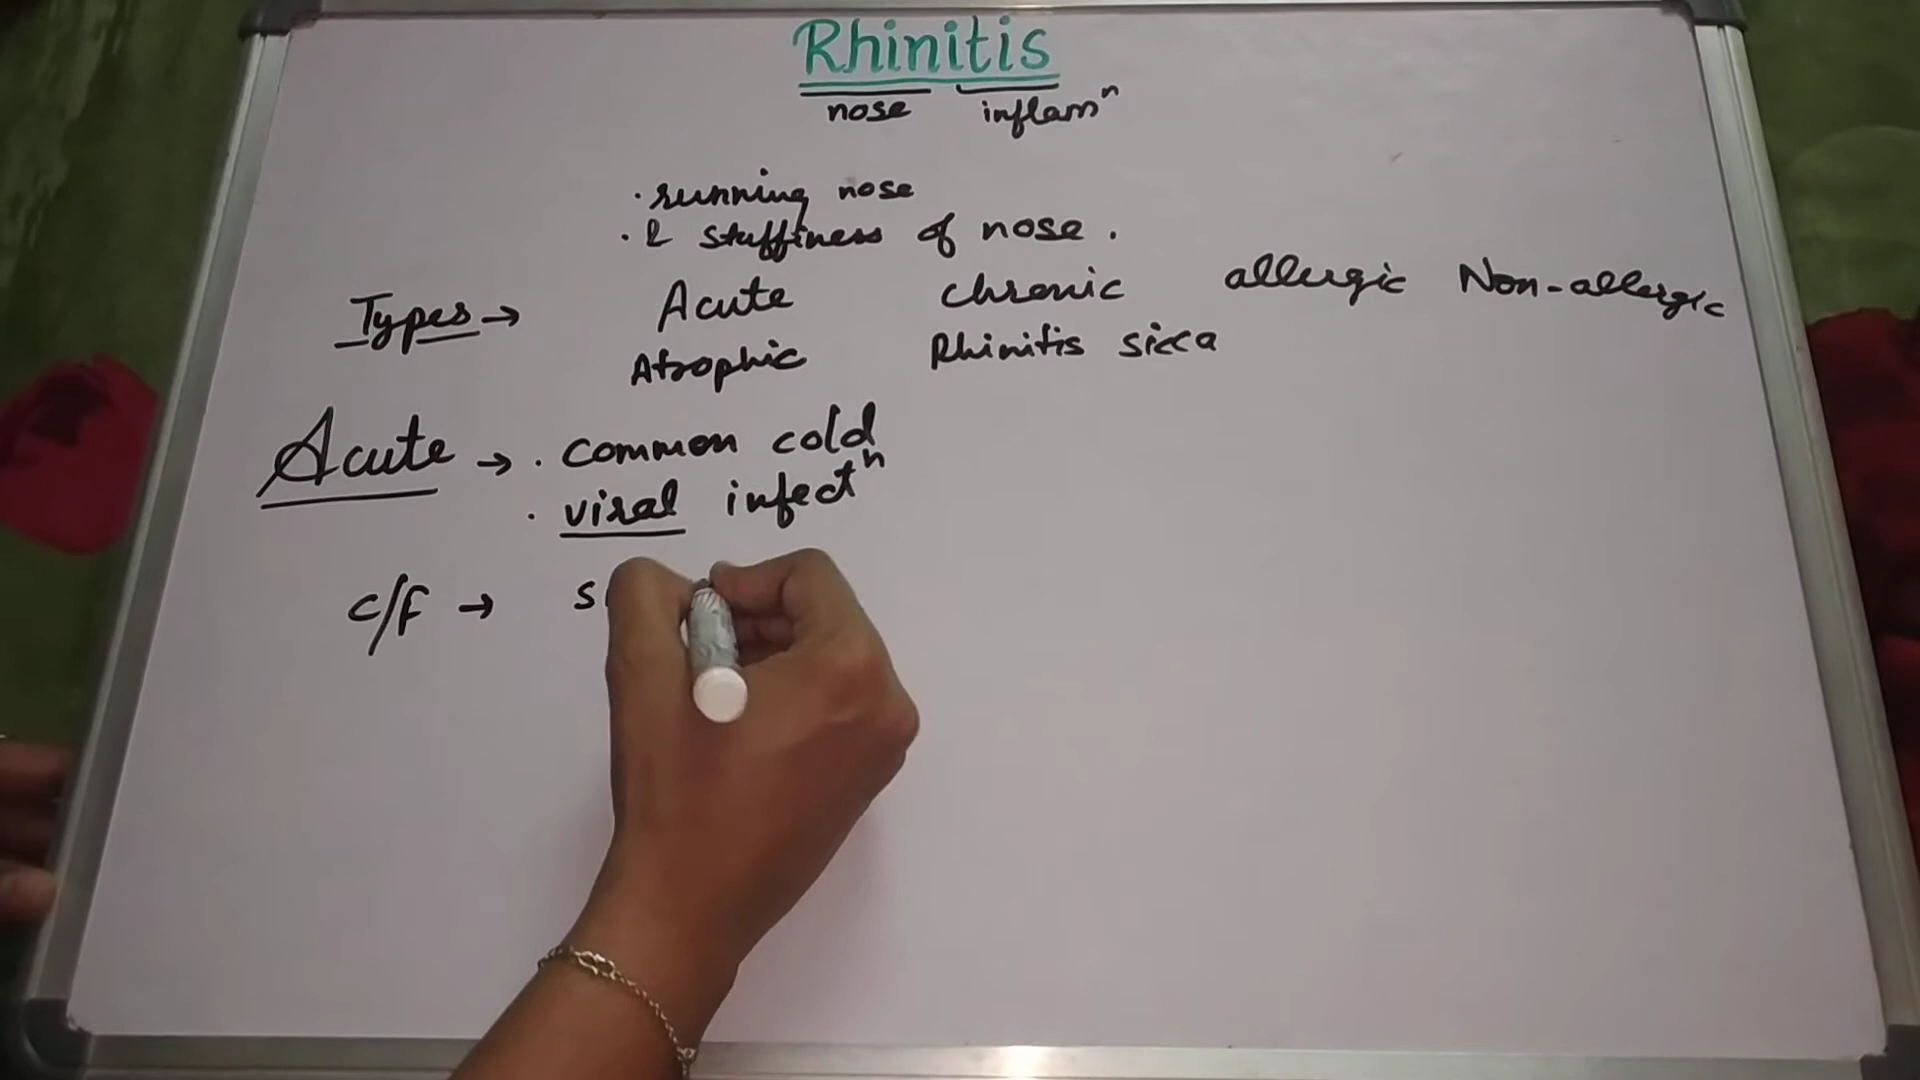 Rhinitis
nose inflamⁿ
. running nose
. & stuffiness of nose.
Types → Acute chronic allergic Non-allergic
Atrophic Rhinitis sicca
Acute → . common cold
. viral infectⁿ
C/F →